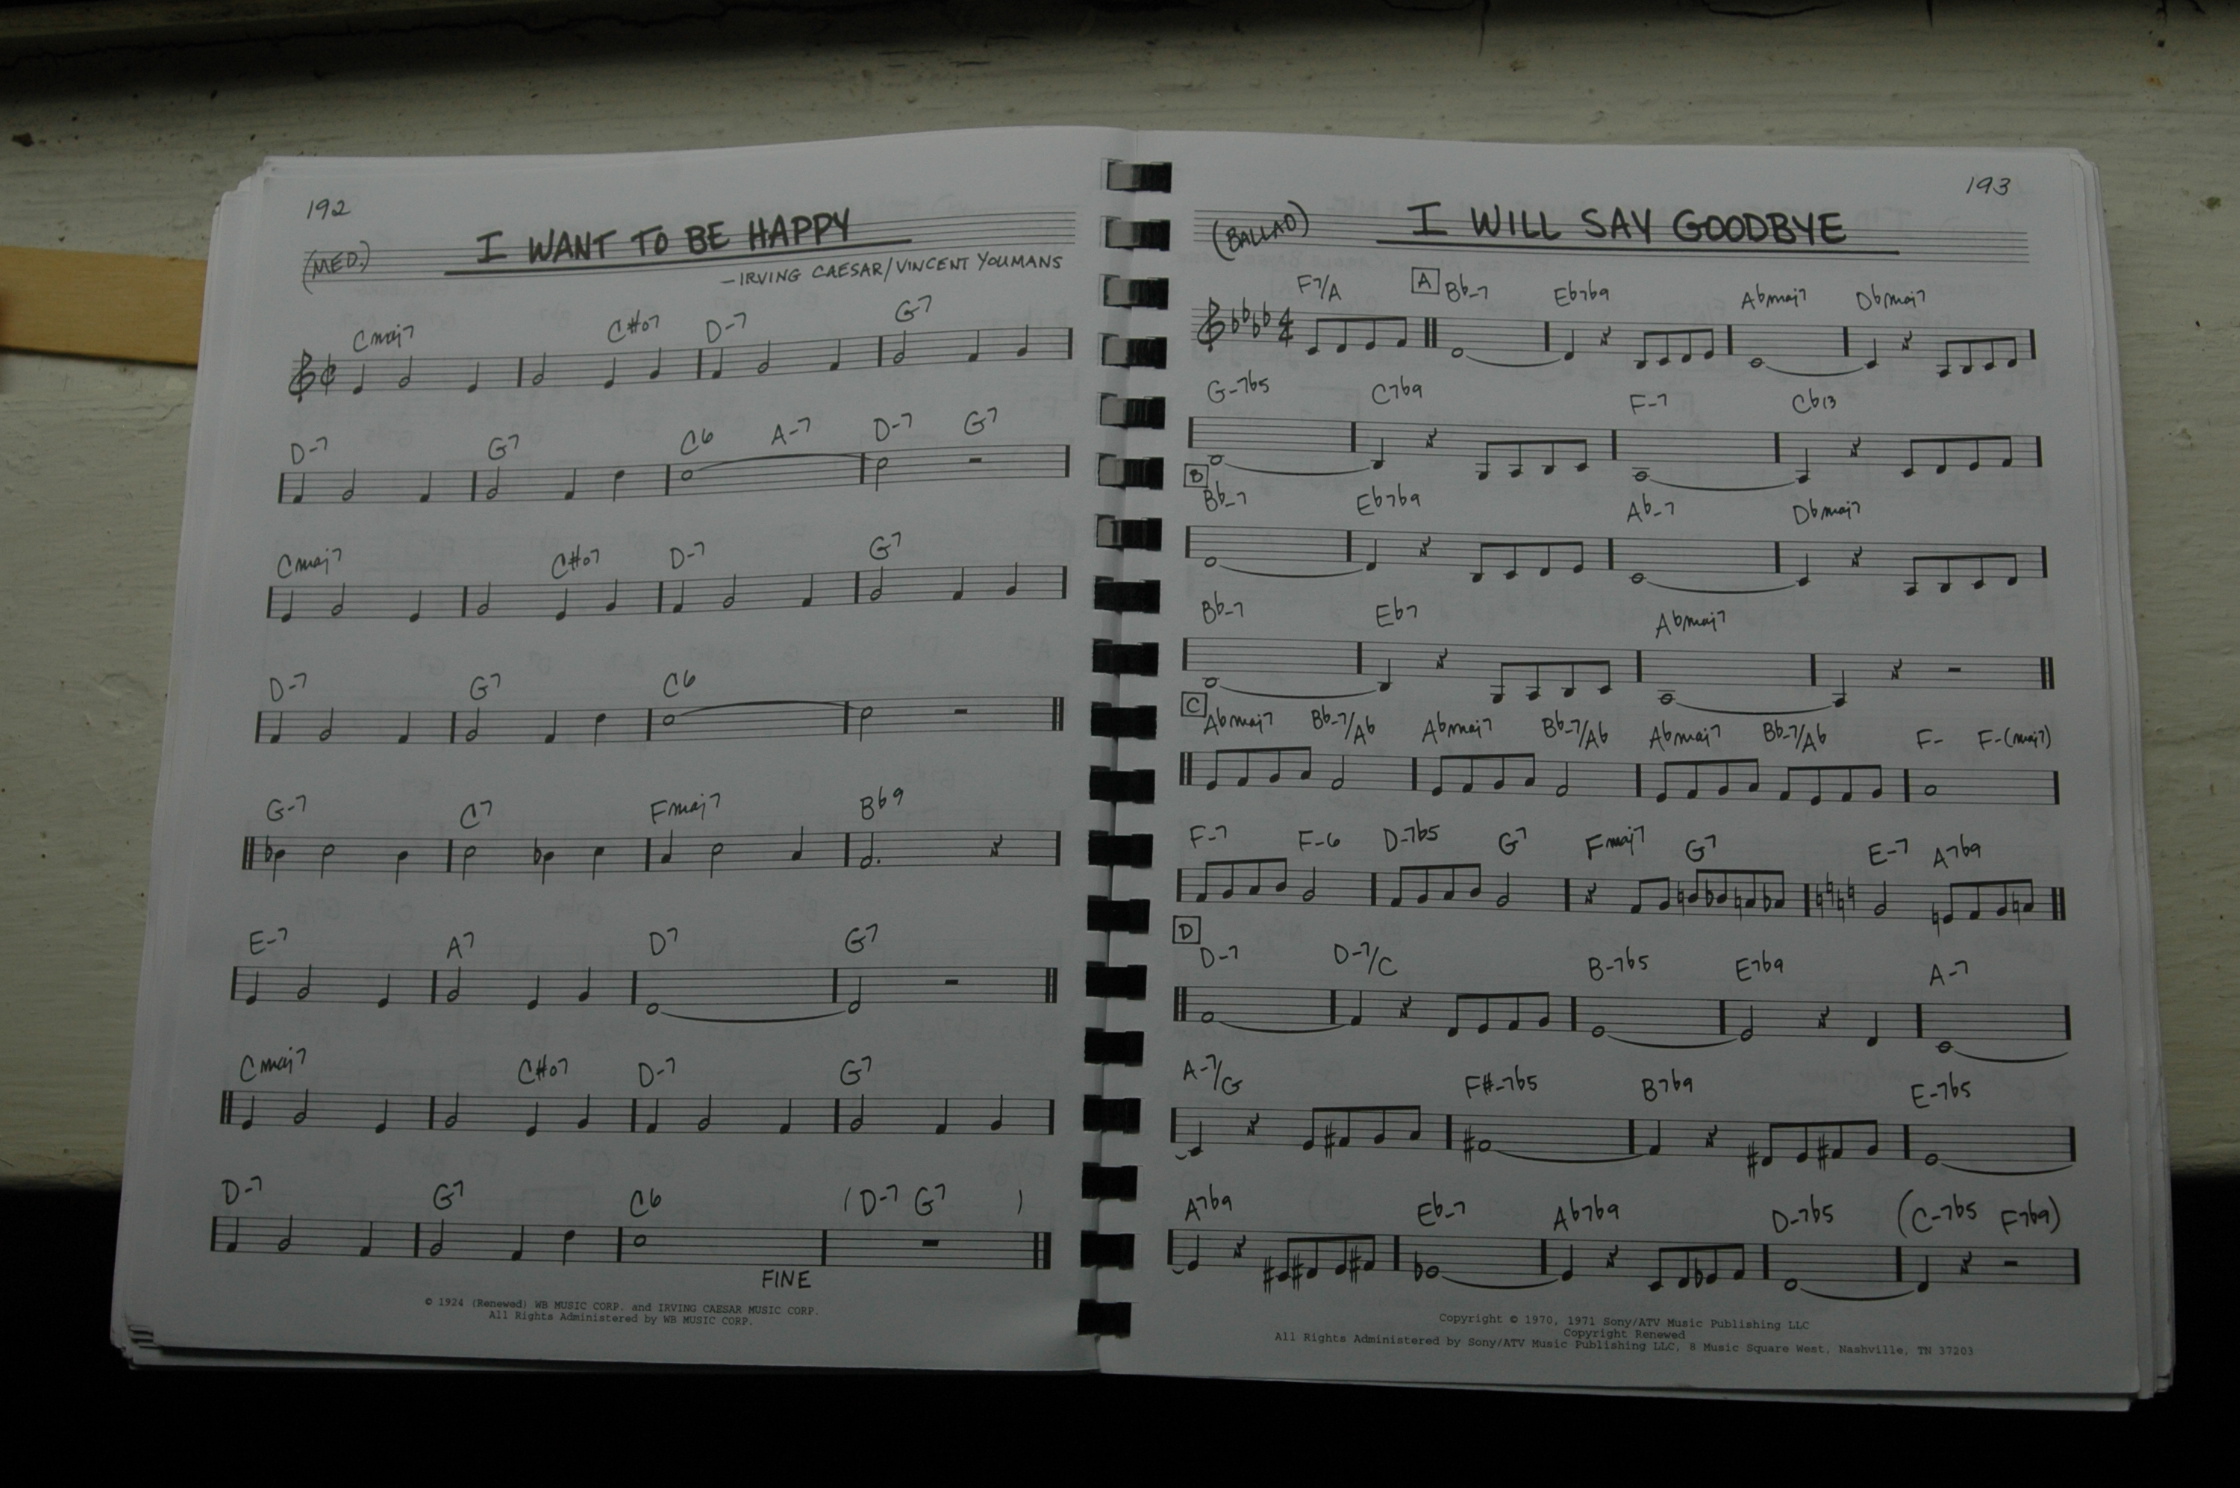 192
I WANT TO BE HAPPY
(MED.)
- IRVING CAESAR/VINCENT YOUMANS
Cmaj7 C#o7 D-7 G7
D-7 G7 C6 A-7 D-7 G7
Cmaj7 C#o7 D-7 G7
D-7 G7 C6
G-7 C7 Fmaj7 Bb9
E-7 A7 D7 G7
Cmaj7 C#o7 D-7 G7
D-7 G7 C6 (D-7 G7 )
FINE
© 1924 (Renewed) WB MUSIC CORP. and IRVING CAESAR MUSIC CORP.
All Rights Administered by WB MUSIC CORP.
193
I WILL SAY GOODBYE
(BALLAD)
F7/A A Bb-7 Eb7b9 Abmaj7 Dbmaj7
4
G-7b5 C7b9 F-7 Cb13
B Bb-7 Eb7b9 Ab-7 Dbmaj7
Bb-7 Eb7 Abmaj7
C Abmaj7 Bb-7/Ab Abmaj7 Bb-7/Ab Abmaj7 Bb-7/Ab F- F-(maj7)
F-7 F-6 D-7b5 G7 Fmaj7 G7 E-7 A7b9
D
D-7 D-7/C B-7b5 E7b9 A-7
A-7/G F#-7b5 B7b9 E-7b5
A7b9 Eb-7 Ab7b9 D-7b5 (C-7b5 F7b9)
Copyright © 1970, 1971 Sony/ATV Music Publishing LLC
Copyright Renewed
All Rights Administered by Sony/ATV Music Publishing LLC, 8 Music Square West, Nashville, TN 37203